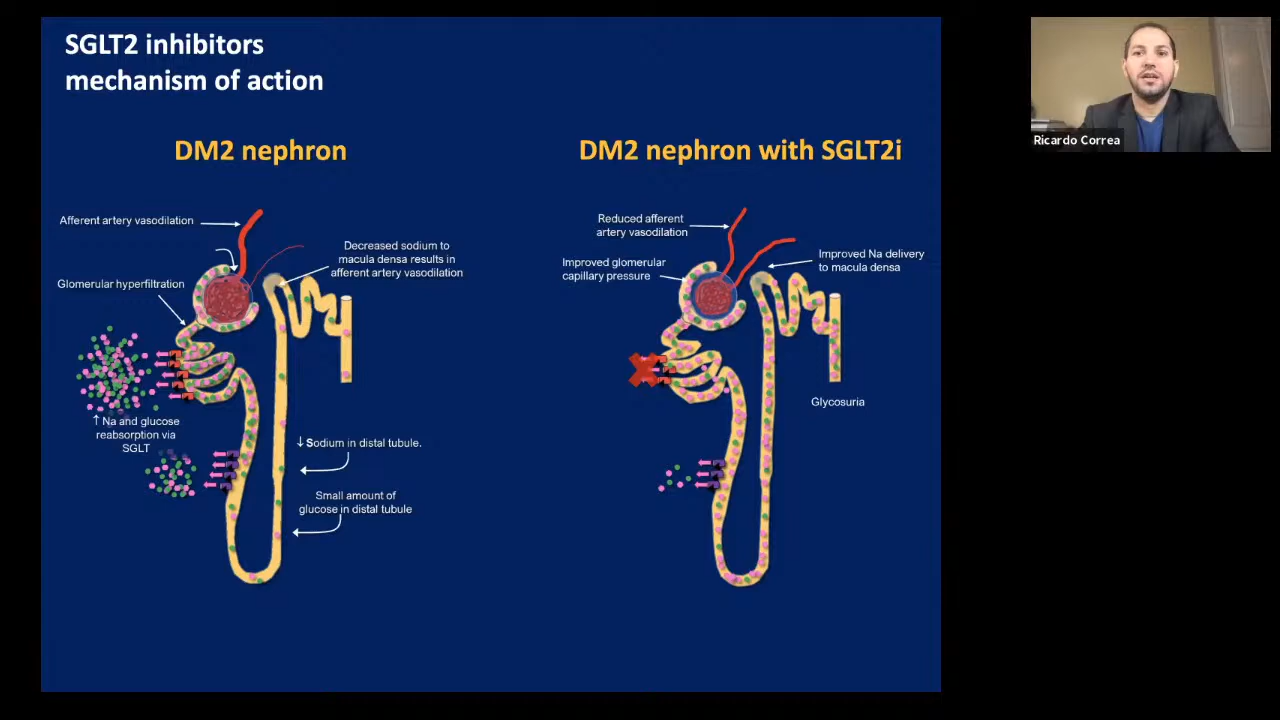 SGLT2 inhibitors
mechanism of action
DM2 nephron
Afferent artery vasodilation
Decreased sodium to
macula densa results in
afferent artery vasodilation
Glomerular hyperfiltration
↑ Na and glucose
reabsorption via
SGLT
↓ Sodium in distal tubule.
Small amount of
glucose in distal tubule
DM2 nephron with SGLT2i
Reduced afferent
artery vasodilation
Improved glomerular
capillary pressure
Improved Na delivery
to macula densa
Glycosuria
Ricardo Correa